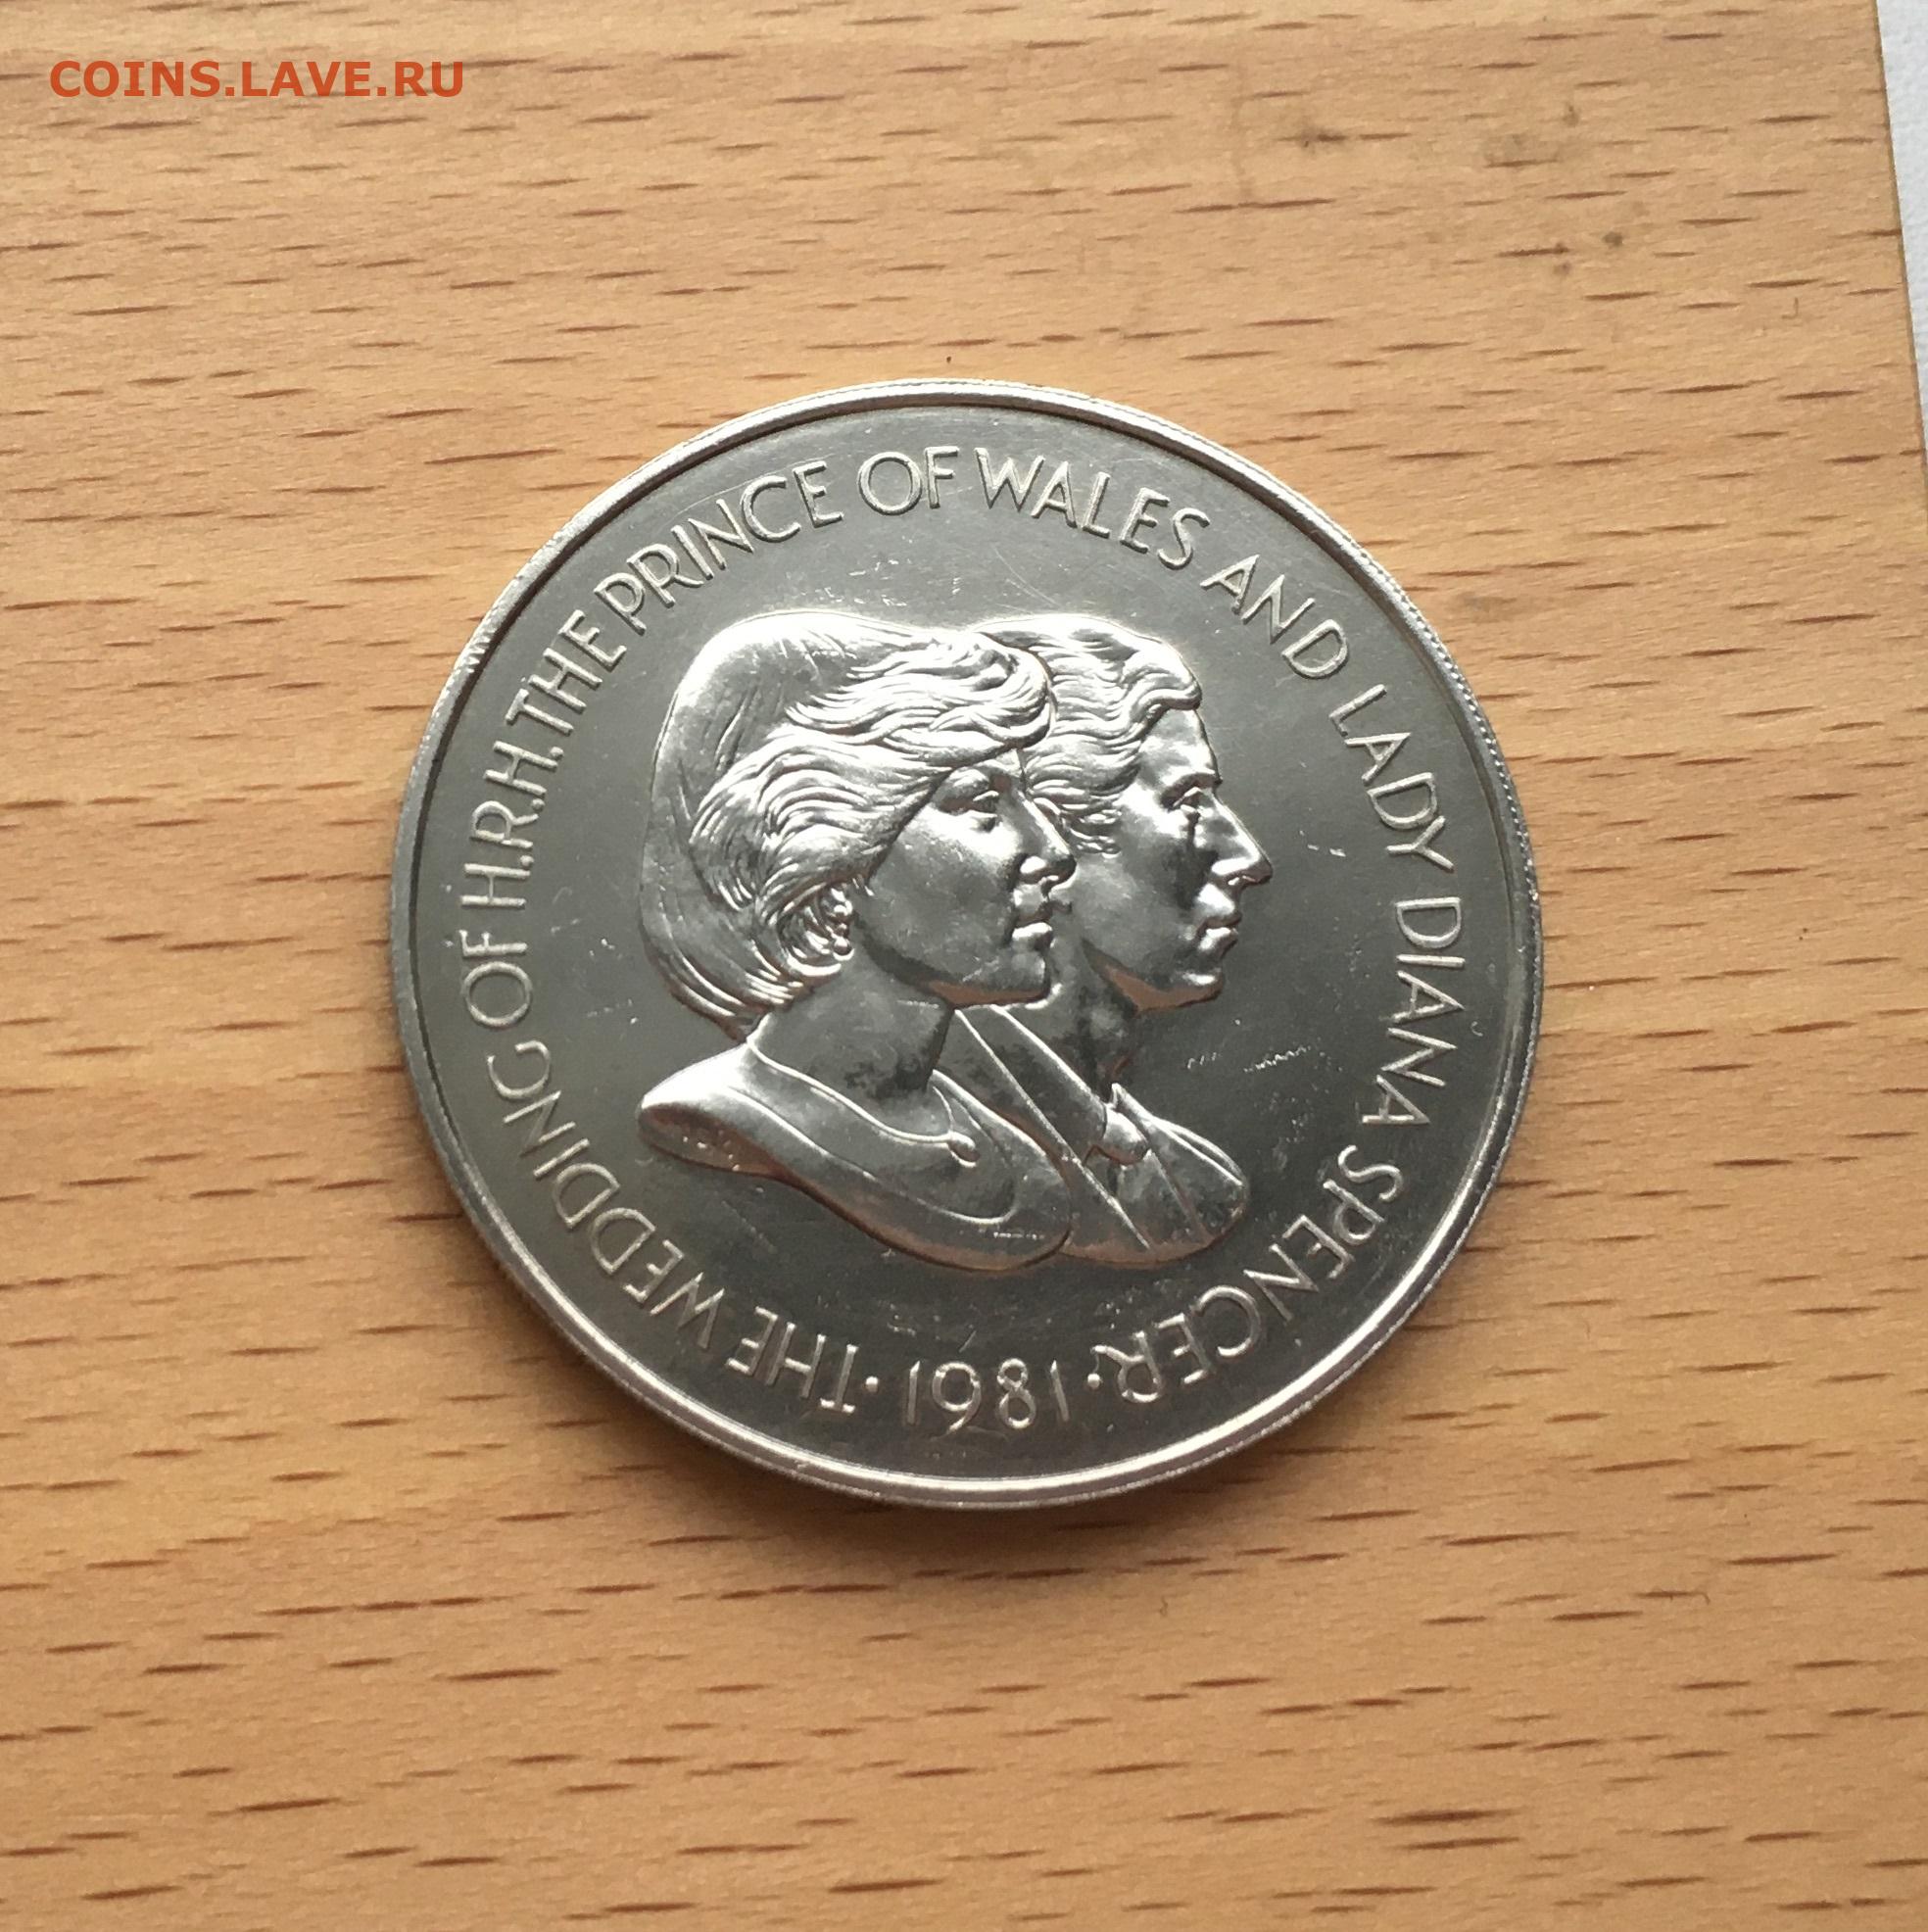 COINS.LAVE.RU
THE WEDDING OF H.R.H. THE PRINCE OF WALES AND LADY DIANA SPENCER ·
1981 ·